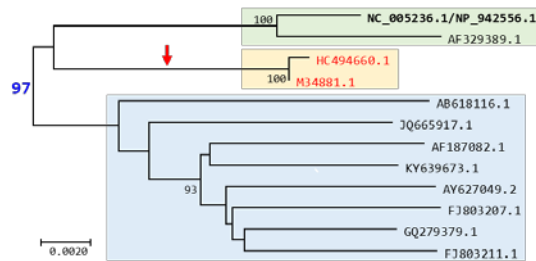 100
NC_005236.1/NP_942556.1
AF329389.1
HC494660.1
100
M34881.1
97
AB618116.1
JQ665917.1
AF187082.1
KY639673.1
93
AY627049.2
FJ803207.1
GQ279379.1
FJ803211.1
0.0020